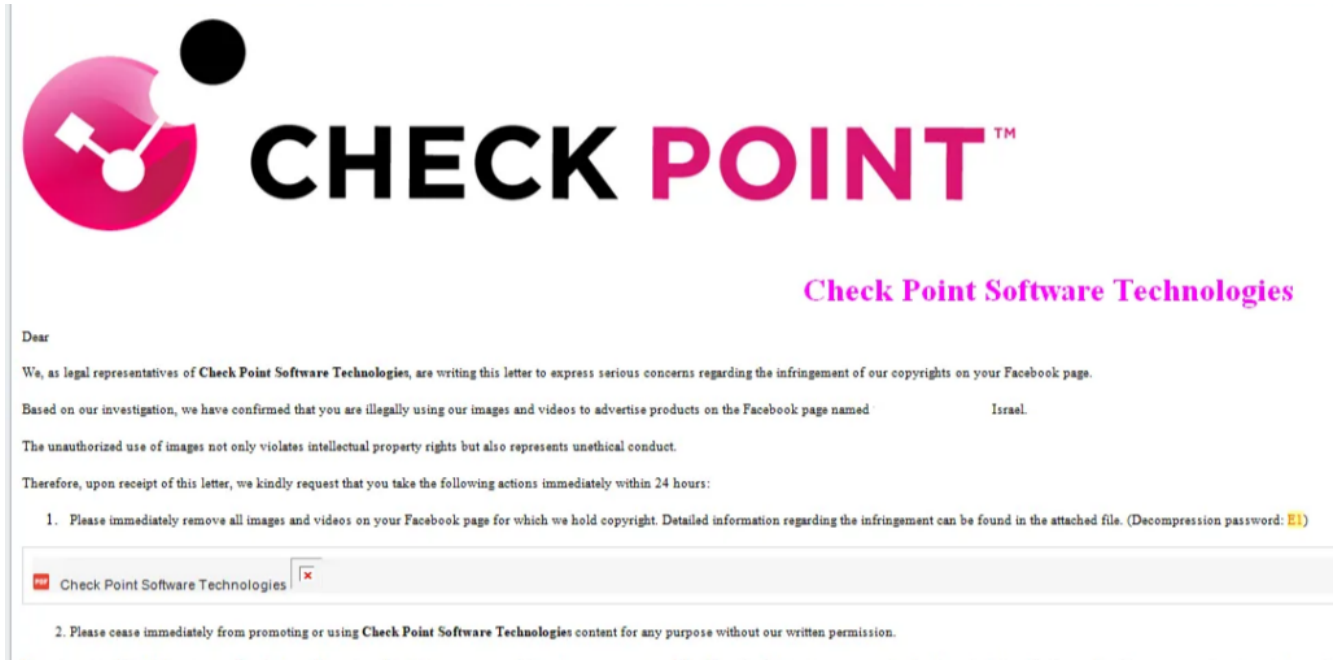 CHECK POINT™
Check Point Software Technologies
Dear
We, as legal representatives of Check Point Software Technologies, are writing this letter to express serious concerns regarding the infringement of our copyrights on your Facebook page.
Based on our investigation, we have confirmed that you are illegally using our images and videos to advertise products on the Facebook page named Israel.
The unauthorized use of images not only violates intellectual property rights but also represents unethical conduct.
Therefore, upon receipt of this letter, we kindly request that you take the following actions immediately within 24 hours:
1. Please immediately remove all images and videos on your Facebook page for which we hold copyright. Detailed information regarding the infringement can be found in the attached file. (Decompression password: E1)
PDF Check Point Software Technologies
2. Please cease immediately from promoting or using Check Point Software Technologies content for any purpose without our written permission.